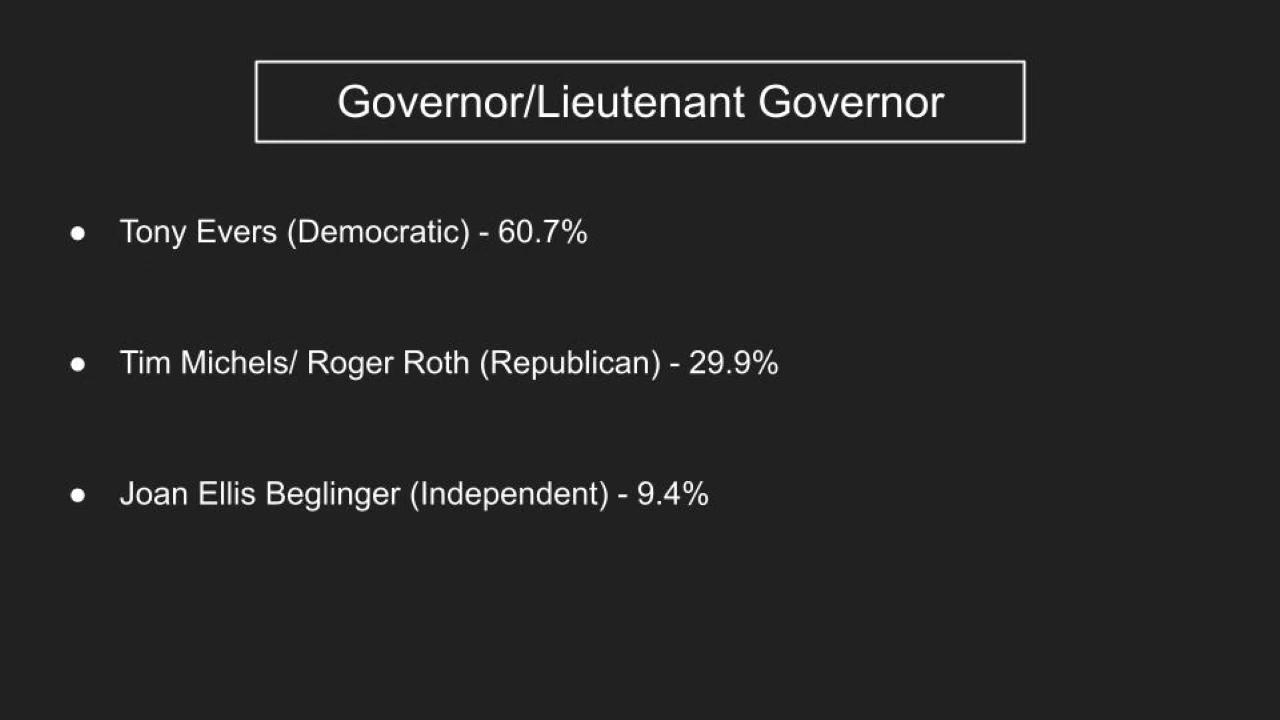 Governor/Lieutenant Governor
● Tony Evers (Democratic) - 60.7%
● Tim Michels/ Roger Roth (Republican) - 29.9%
● Joan Ellis Beglinger (Independent) - 9.4%